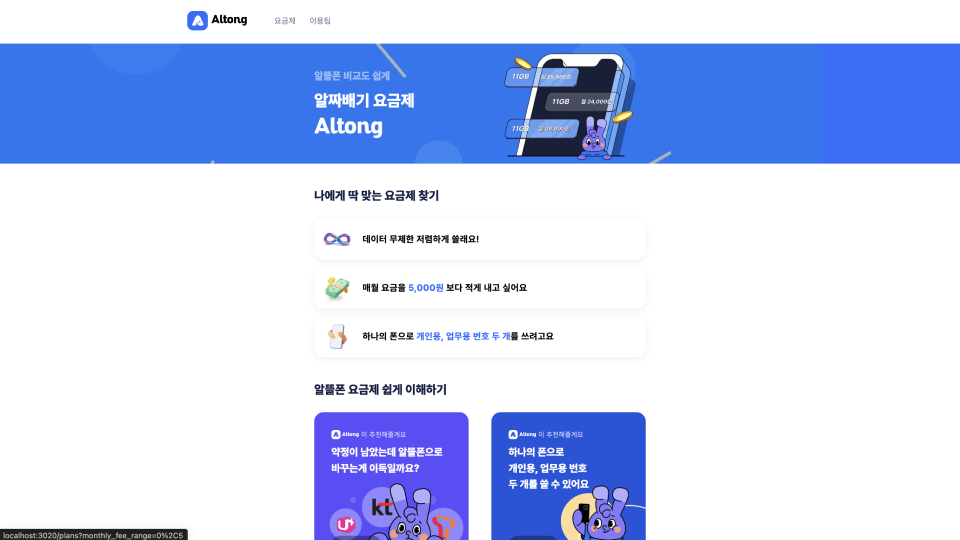 Altong
요금제
이용팁
알뜰폰 비교도 쉽게
알짜배기 요금제
Altong
11GB 월 25,800원
11GB 월 24,000원
11GB
나에게 딱 맞는 요금제 찾기
데이터 무제한 저렴하게 쓸래요!
매월 요금을 5,000원 보다 적게 내고 싶어요
하나의 폰으로 개인용, 업무용 번호 두 개를 쓰려고요
알뜰폰 요금제 쉽게 이해하기
Altong 이 추천해줄게요
약정이 남았는데 알뜰폰으로
바꾸는게 이득일까요?
kt
U+
Altong 이 추천해줄게요
하나의 폰으로
개인용, 업무용 번호
두 개를 쓸 수 있어요
localhost:3020/plans?monthly_fee_range=0%2C5